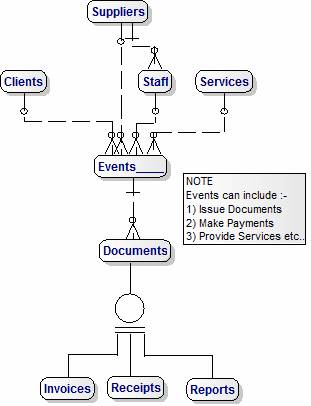 Suppliers
Clients
Staff
Services
Events____
NOTE
Events can include :-
1) Issue Documents
2) Make Payments
3) Provide Services etc..
Documents
Invoices
Receipts
Reports